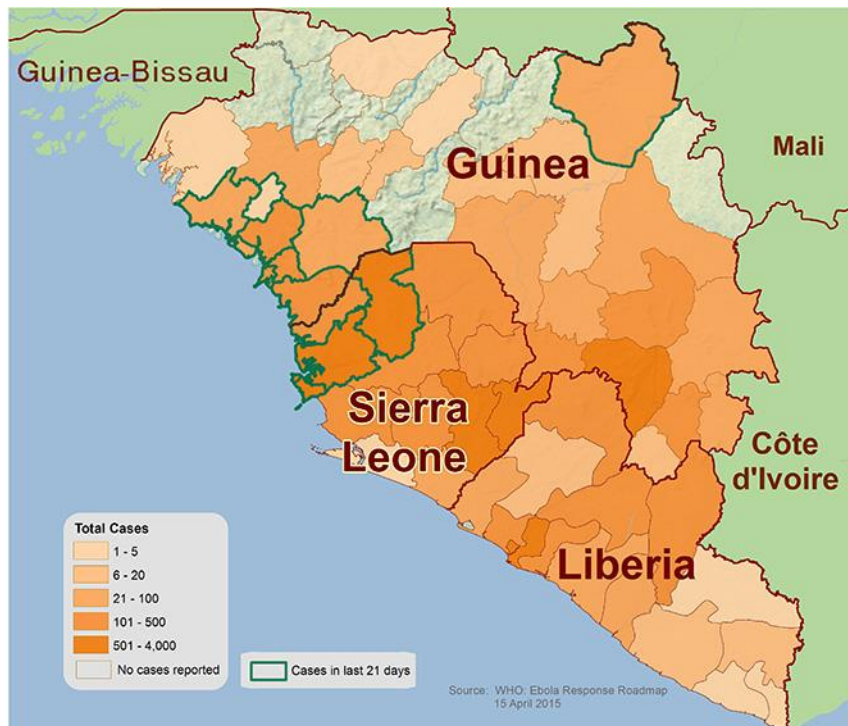 Guinea-Bissau
Guinea
Mali
Sierra
Leone
Côte
d'Ivoire
Liberia
Total Cases
1 - 5
6 - 20
21 - 100
101 - 500
501 - 4,000
No cases reported
Cases in last 21 days
Source: WHO: Ebola Response Roadmap
15 April 2015